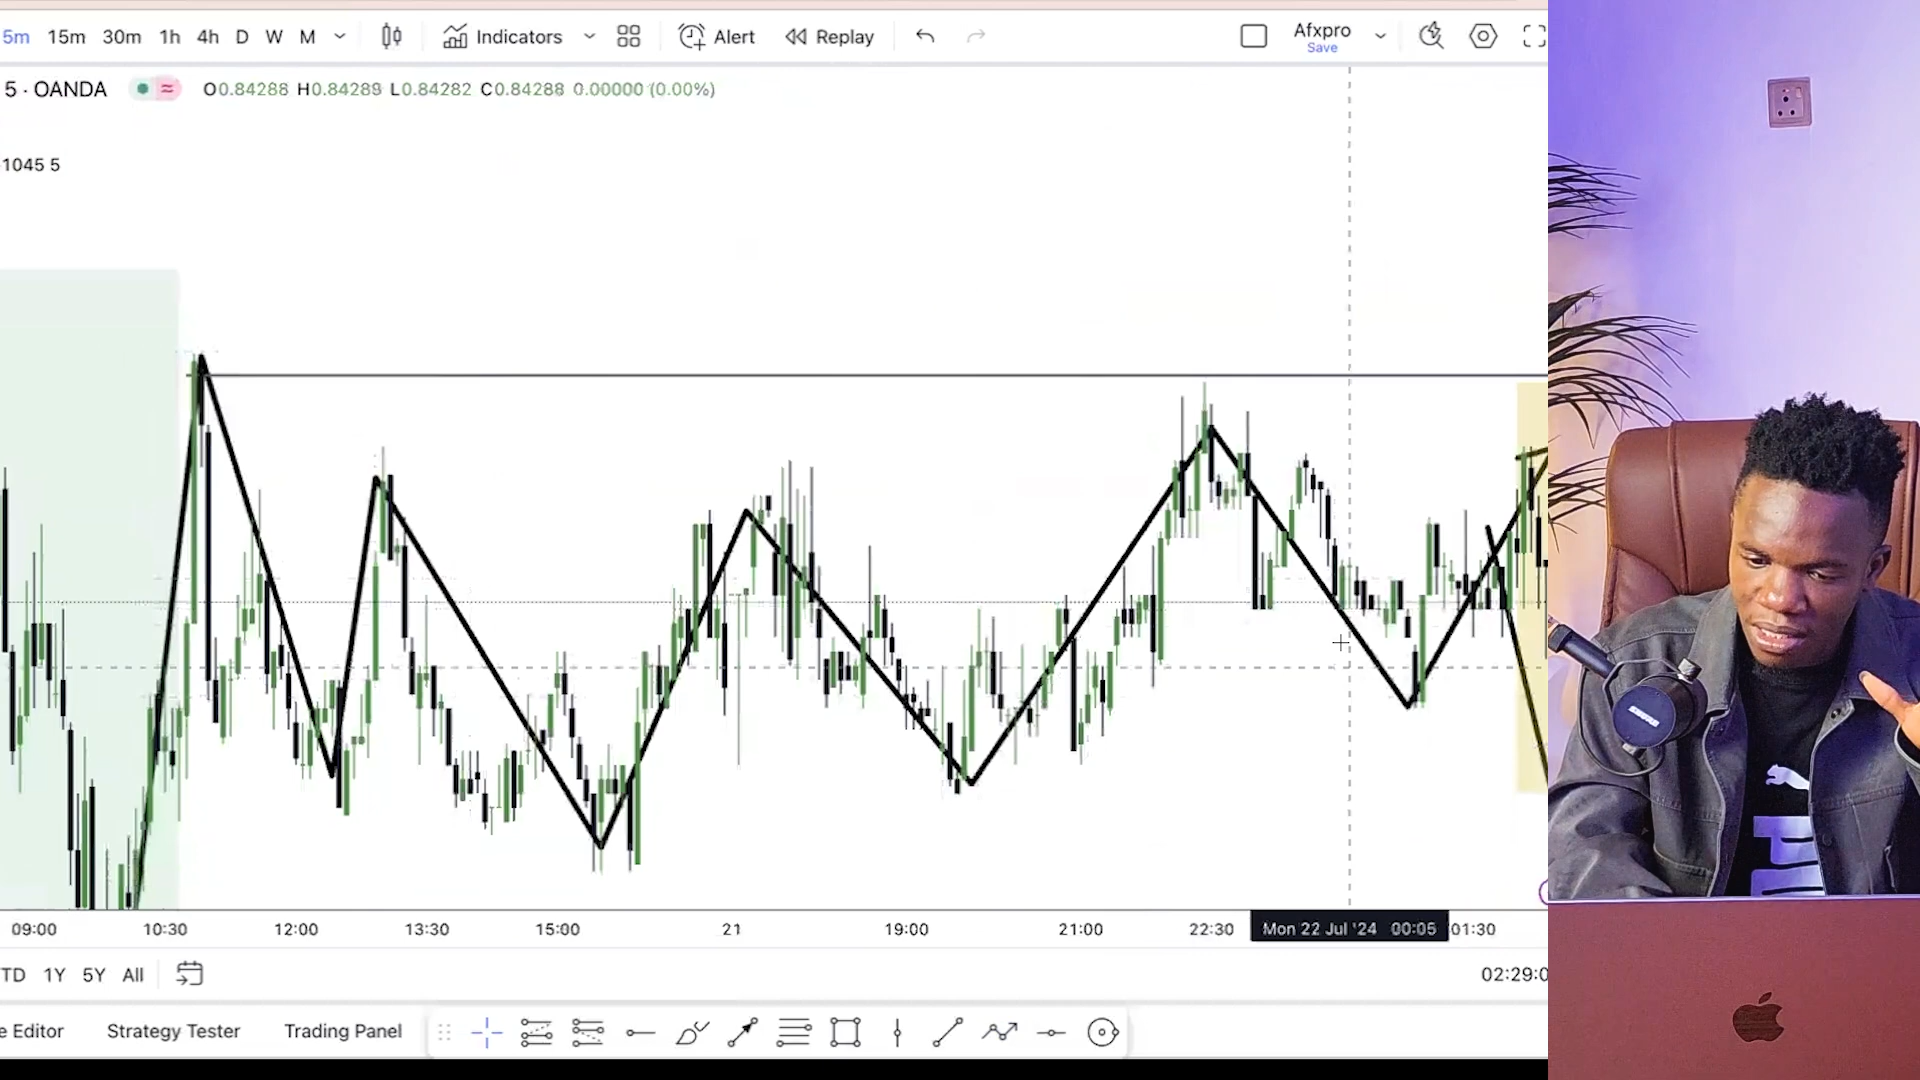 5m 15m 30m 1h 4h D W M Indicators Alert Replay Afxpro
Save
5 · OANDA O0.84288 H0.84289 L0.84282 C0.84288 0.00000 (0.00%)
1045 5
09:00 10:30 12:00 13:30 15:00 21 19:00 21:00 22:30 Mon 22 Jul '24 00:05 01:30
TD 1Y 5Y All 02:29:0
e Editor Strategy Tester Trading Panel
SHURE